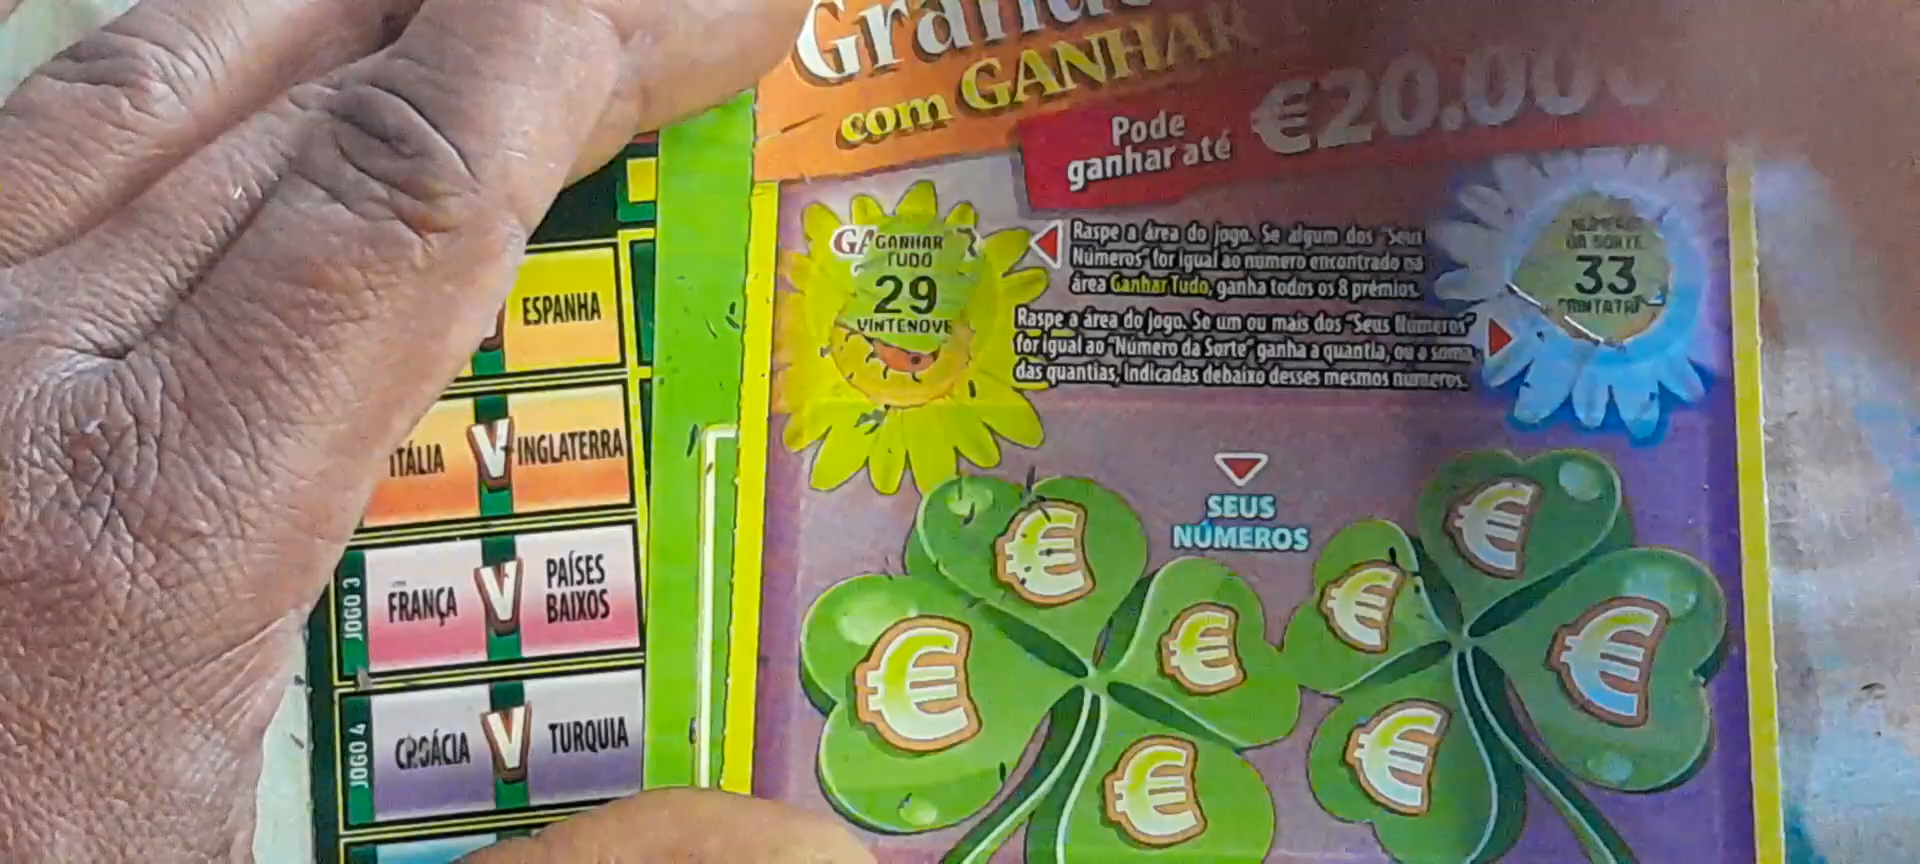 com GANHAR
Pode
ganhar até
GANHAR
TUDO
29
VINTENOVE
Raspe a área do jogo. Se algum dos "Seus
Números" for igual ao número encontrado na
área Ganhar Tudo, ganha todos os 8 prémios.
Raspe a área do Jogo. Se um ou mais dos "Seus Números"
for igual ao "Número da Sorte" ganha a quantia, ou a soma,
das quantias, indicadas debaixo desses mesmos números.
33
SEUS
NÚMEROS
ESPANHA
ITÁLIA V INGLATERRA
JOGO 3
FRANÇA V PAÍSES
BAIXOS
JOGO 4
CROÁCIA V TURQUIA
€
€
€
€
€
€
€
€